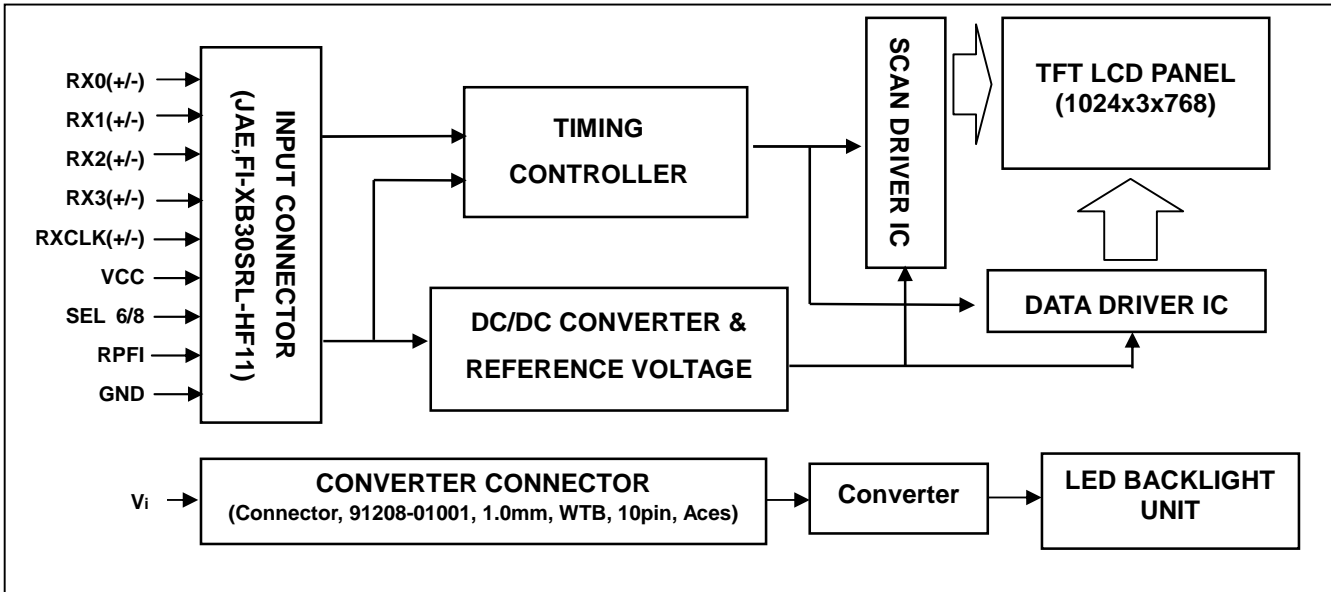 RX0(+/-)
RX1(+/-)
RX2(+/-)
RX3(+/-)
RXCLK(+/-)
VCC
SEL 6/8
RPFI
GND
INPUT CONNECTOR
(JAE,FI-XB30SRL-HF11)
TIMING
CONTROLLER
DC/DC CONVERTER &
REFERENCE VOLTAGE
SCAN DRIVER IC
TFT LCD PANEL
(1024x3x768)
DATA DRIVER IC
Vi
CONVERTER CONNECTOR
(Connector, 91208-01001, 1.0mm, WTB, 10pin, Aces)
Converter
LED BACKLIGHT
UNIT